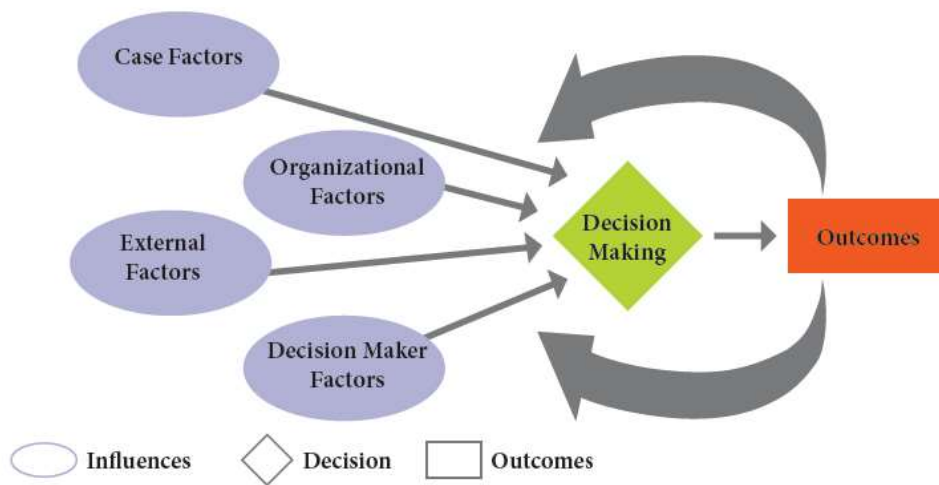 Case Factors
Organizational
Factors
External
Factors
Decision Maker
Factors
Decision
Making
Outcomes
Influences
Decision
Outcomes